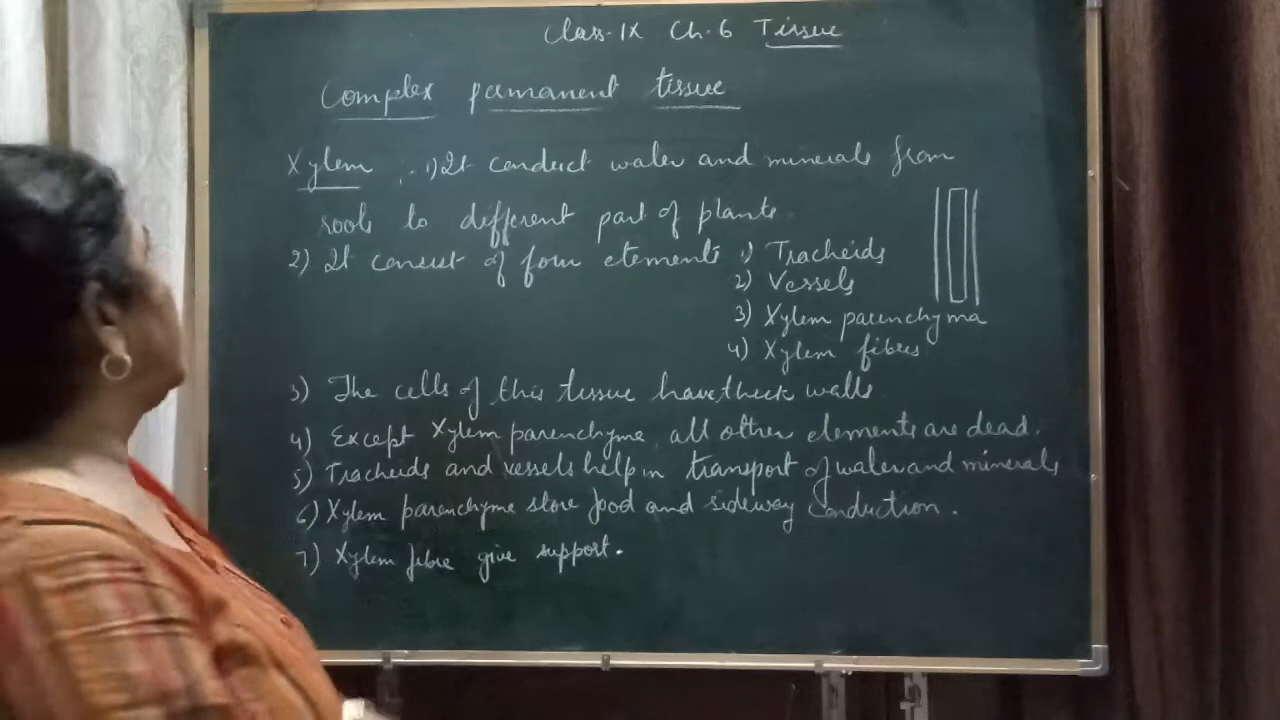 Class-IX Ch.6 Tissue
Complex permanent tissue
Xylem :- 1) It conduct water and minerals from
roots to different part of plants.
2) It consist of four elements 1) Tracheids
2) Vessels
3) Xylem parenchyma
4) Xylem fibres
3) The cells of this tissue have thick walls
4) Except Xylem parenchyme, all other elements are dead.
5) Tracheids and vessels help in transport of water and minerals
6) Xylem parenchyme store food and sideway conduction.
7) Xylem fibre give support.